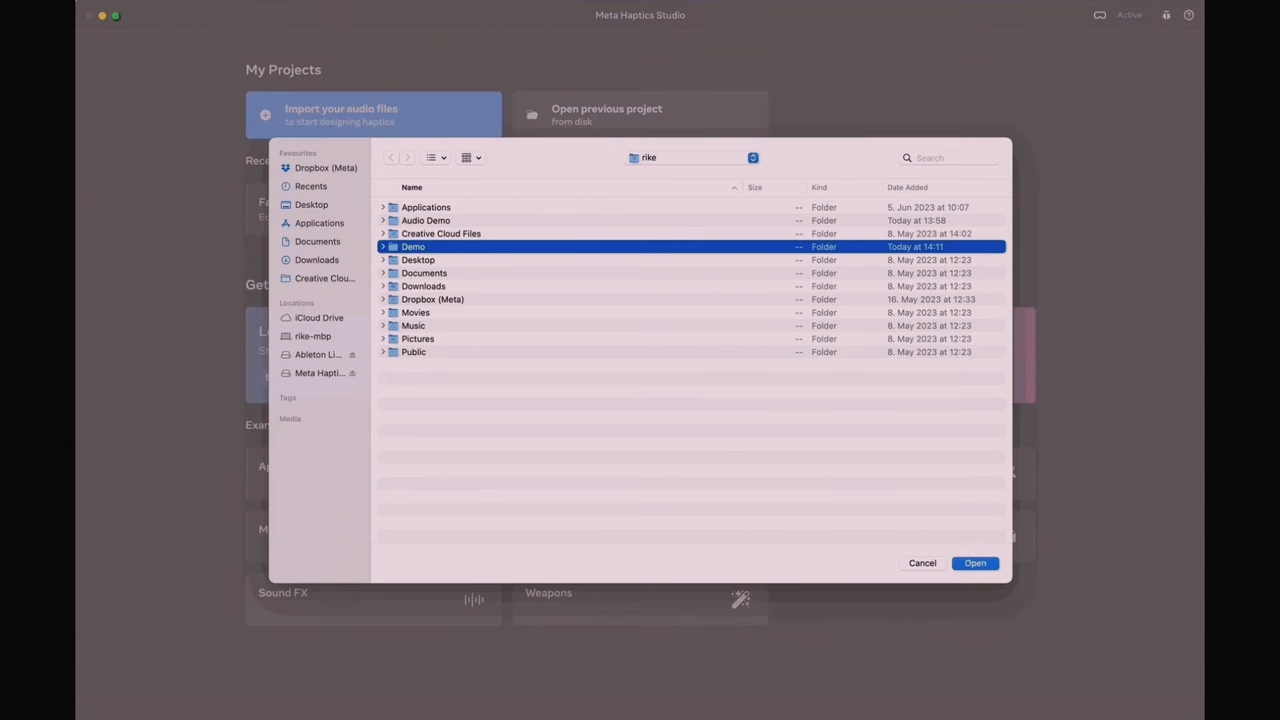 Meta Haptics Studio
Active
My Projects
Import your audio files
to start designing haptics
Open previous project
from disk
Favourites
Dropbox (Meta)
Recents
Desktop
Applications
Documents
Downloads
Creative Clou...
Locations
iCloud Drive
rike-mbp
Ableton Li...
Meta Hapti...
Tags
Media
rike
Search
Name Size Kind Date Added
Applications -- Folder 5. Jun 2023 at 10:07
Audio Demo -- Folder Today at 13:58
Creative Cloud Files -- Folder 8. May 2023 at 14:02
Demo -- Folder Today at 14:11
Desktop -- Folder 8. May 2023 at 12:23
Documents -- Folder 8. May 2023 at 12:23
Downloads -- Folder 8. May 2023 at 12:23
Dropbox (Meta) -- Folder 16. May 2023 at 12:33
Movies -- Folder 8. May 2023 at 12:23
Music -- Folder 8. May 2023 at 12:23
Pictures -- Folder 8. May 2023 at 12:23
Public -- Folder 8. May 2023 at 12:23
Cancel
Open
Sound FX
Weapons